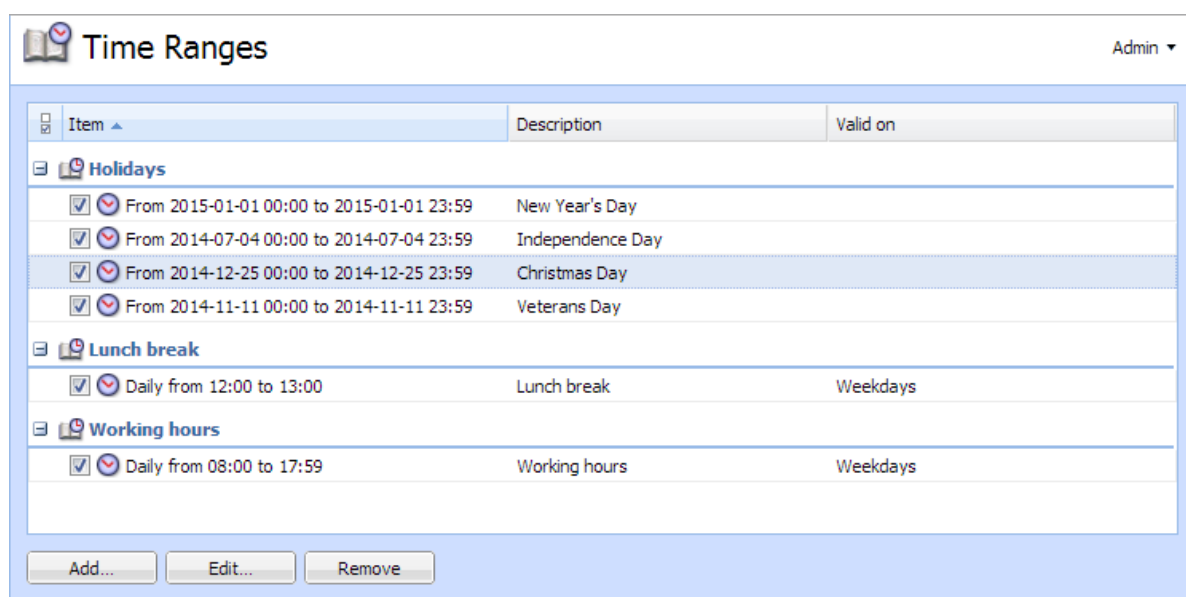 Time Ranges
Admin
Item Description Valid on
Holidays
From 2015-01-01 00:00 to 2015-01-01 23:59 New Year's Day
From 2014-07-04 00:00 to 2014-07-04 23:59 Independence Day
From 2014-12-25 00:00 to 2014-12-25 23:59 Christmas Day
From 2014-11-11 00:00 to 2014-11-11 23:59 Veterans Day
Lunch break
Daily from 12:00 to 13:00 Lunch break Weekdays
Working hours
Daily from 08:00 to 17:59 Working hours Weekdays
Add... Edit... Remove